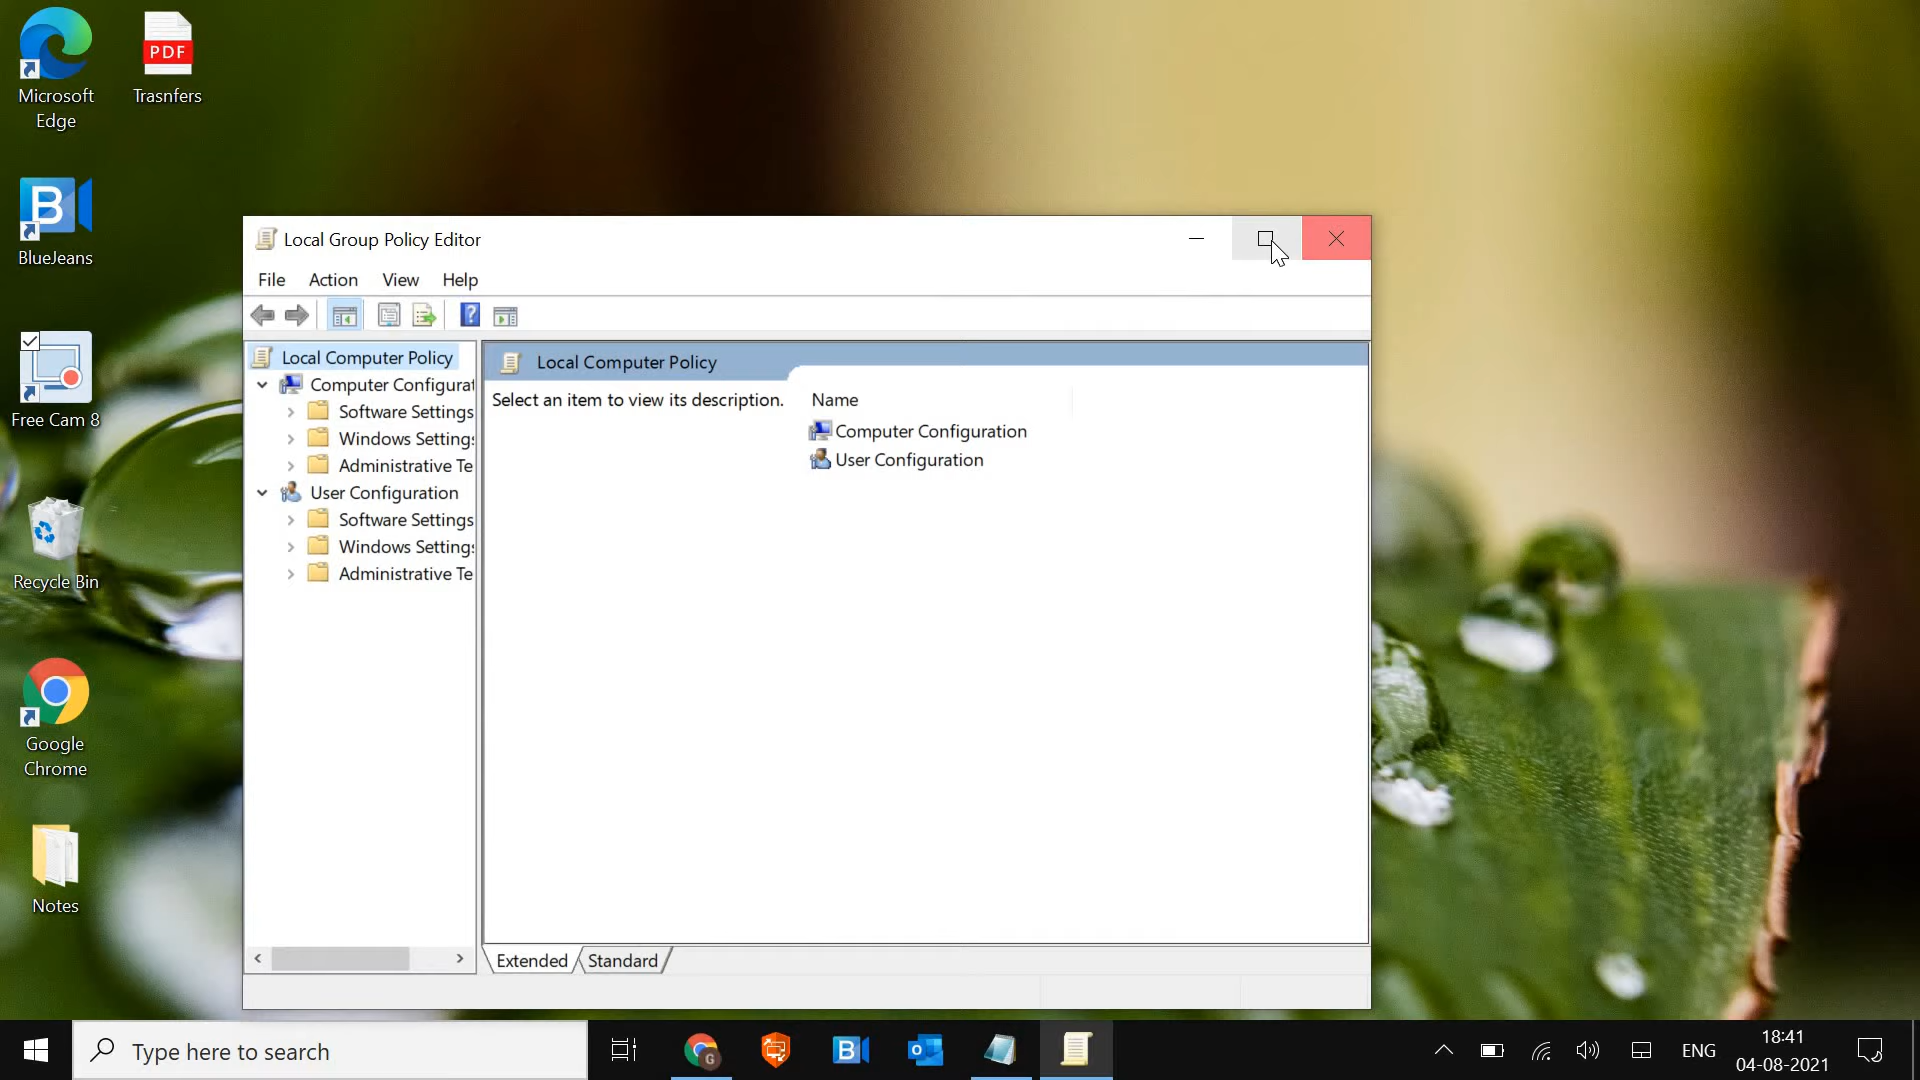 Microsoft
Edge
PDF
Trasnfers
B
BlueJeans
Free Cam 8
Recycle Bin
Google
Chrome
Notes
Local Group Policy Editor
File Action View Help
?
Local Computer Policy
Computer Configurat
Software Settings
Windows Settings
Administrative Te
User Configuration
Software Settings
Windows Settings
Administrative Te
Local Computer Policy
Select an item to view its description.
Name
Computer Configuration
User Configuration
Extended Standard
Type here to search
G
B
o
ENG
18:41
04-08-2021